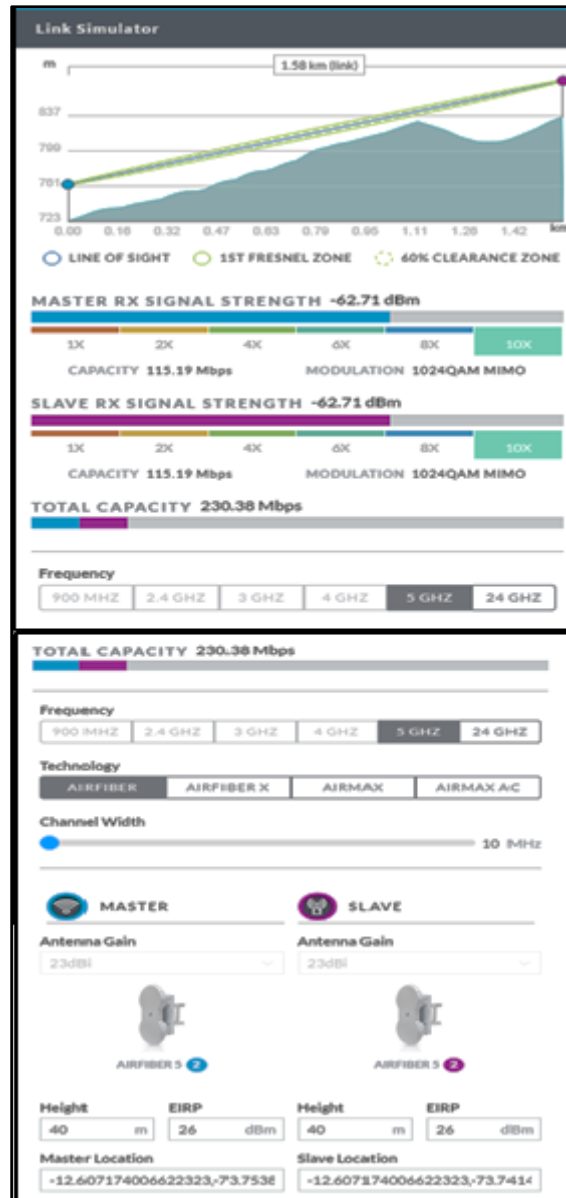 Link Simulator
m
1.58 km (link)
837
799
761
723
0.00 0.16 0.32 0.47 0.63 0.79 0.95 1.11 1.26 1.42 km
LINE OF SIGHT 1ST FRESNEL ZONE 60% CLEARANCE ZONE
MASTER RX SIGNAL STRENGTH -62.71 dBm
1X 2X 4X 6X 8X 10X
CAPACITY 115.19 Mbps MODULATION 1024QAM MIMO
SLAVE RX SIGNAL STRENGTH -62.71 dBm
1X 2X 4X 6X 8X 10X
CAPACITY 115.19 Mbps MODULATION 1024QAM MIMO
TOTAL CAPACITY 230.38 Mbps
Frequency
900 MHZ 2.4 GHZ 3 GHZ 4 GHZ 5 GHZ 24 GHZ
TOTAL CAPACITY 230.38 Mbps
Frequency
900 MHZ 2.4 GHZ 3 GHZ 4 GHZ 5 GHZ 24 GHZ
Technology
AIRFIBER AIRFIBER X AIRMAX AIRMAX AC
Channel Width
10 MHz
MASTER SLAVE
Antenna Gain Antenna Gain
23dBi 23dBi
AIRFIBER 5 2 AIRFIBER 5 2
Height EIRP Height EIRP
40 m 26 dBm 40 m 26 dBm
Master Location Slave Location
-12.607174006622323,-73.7538 -12.607174006622323,-73.7414